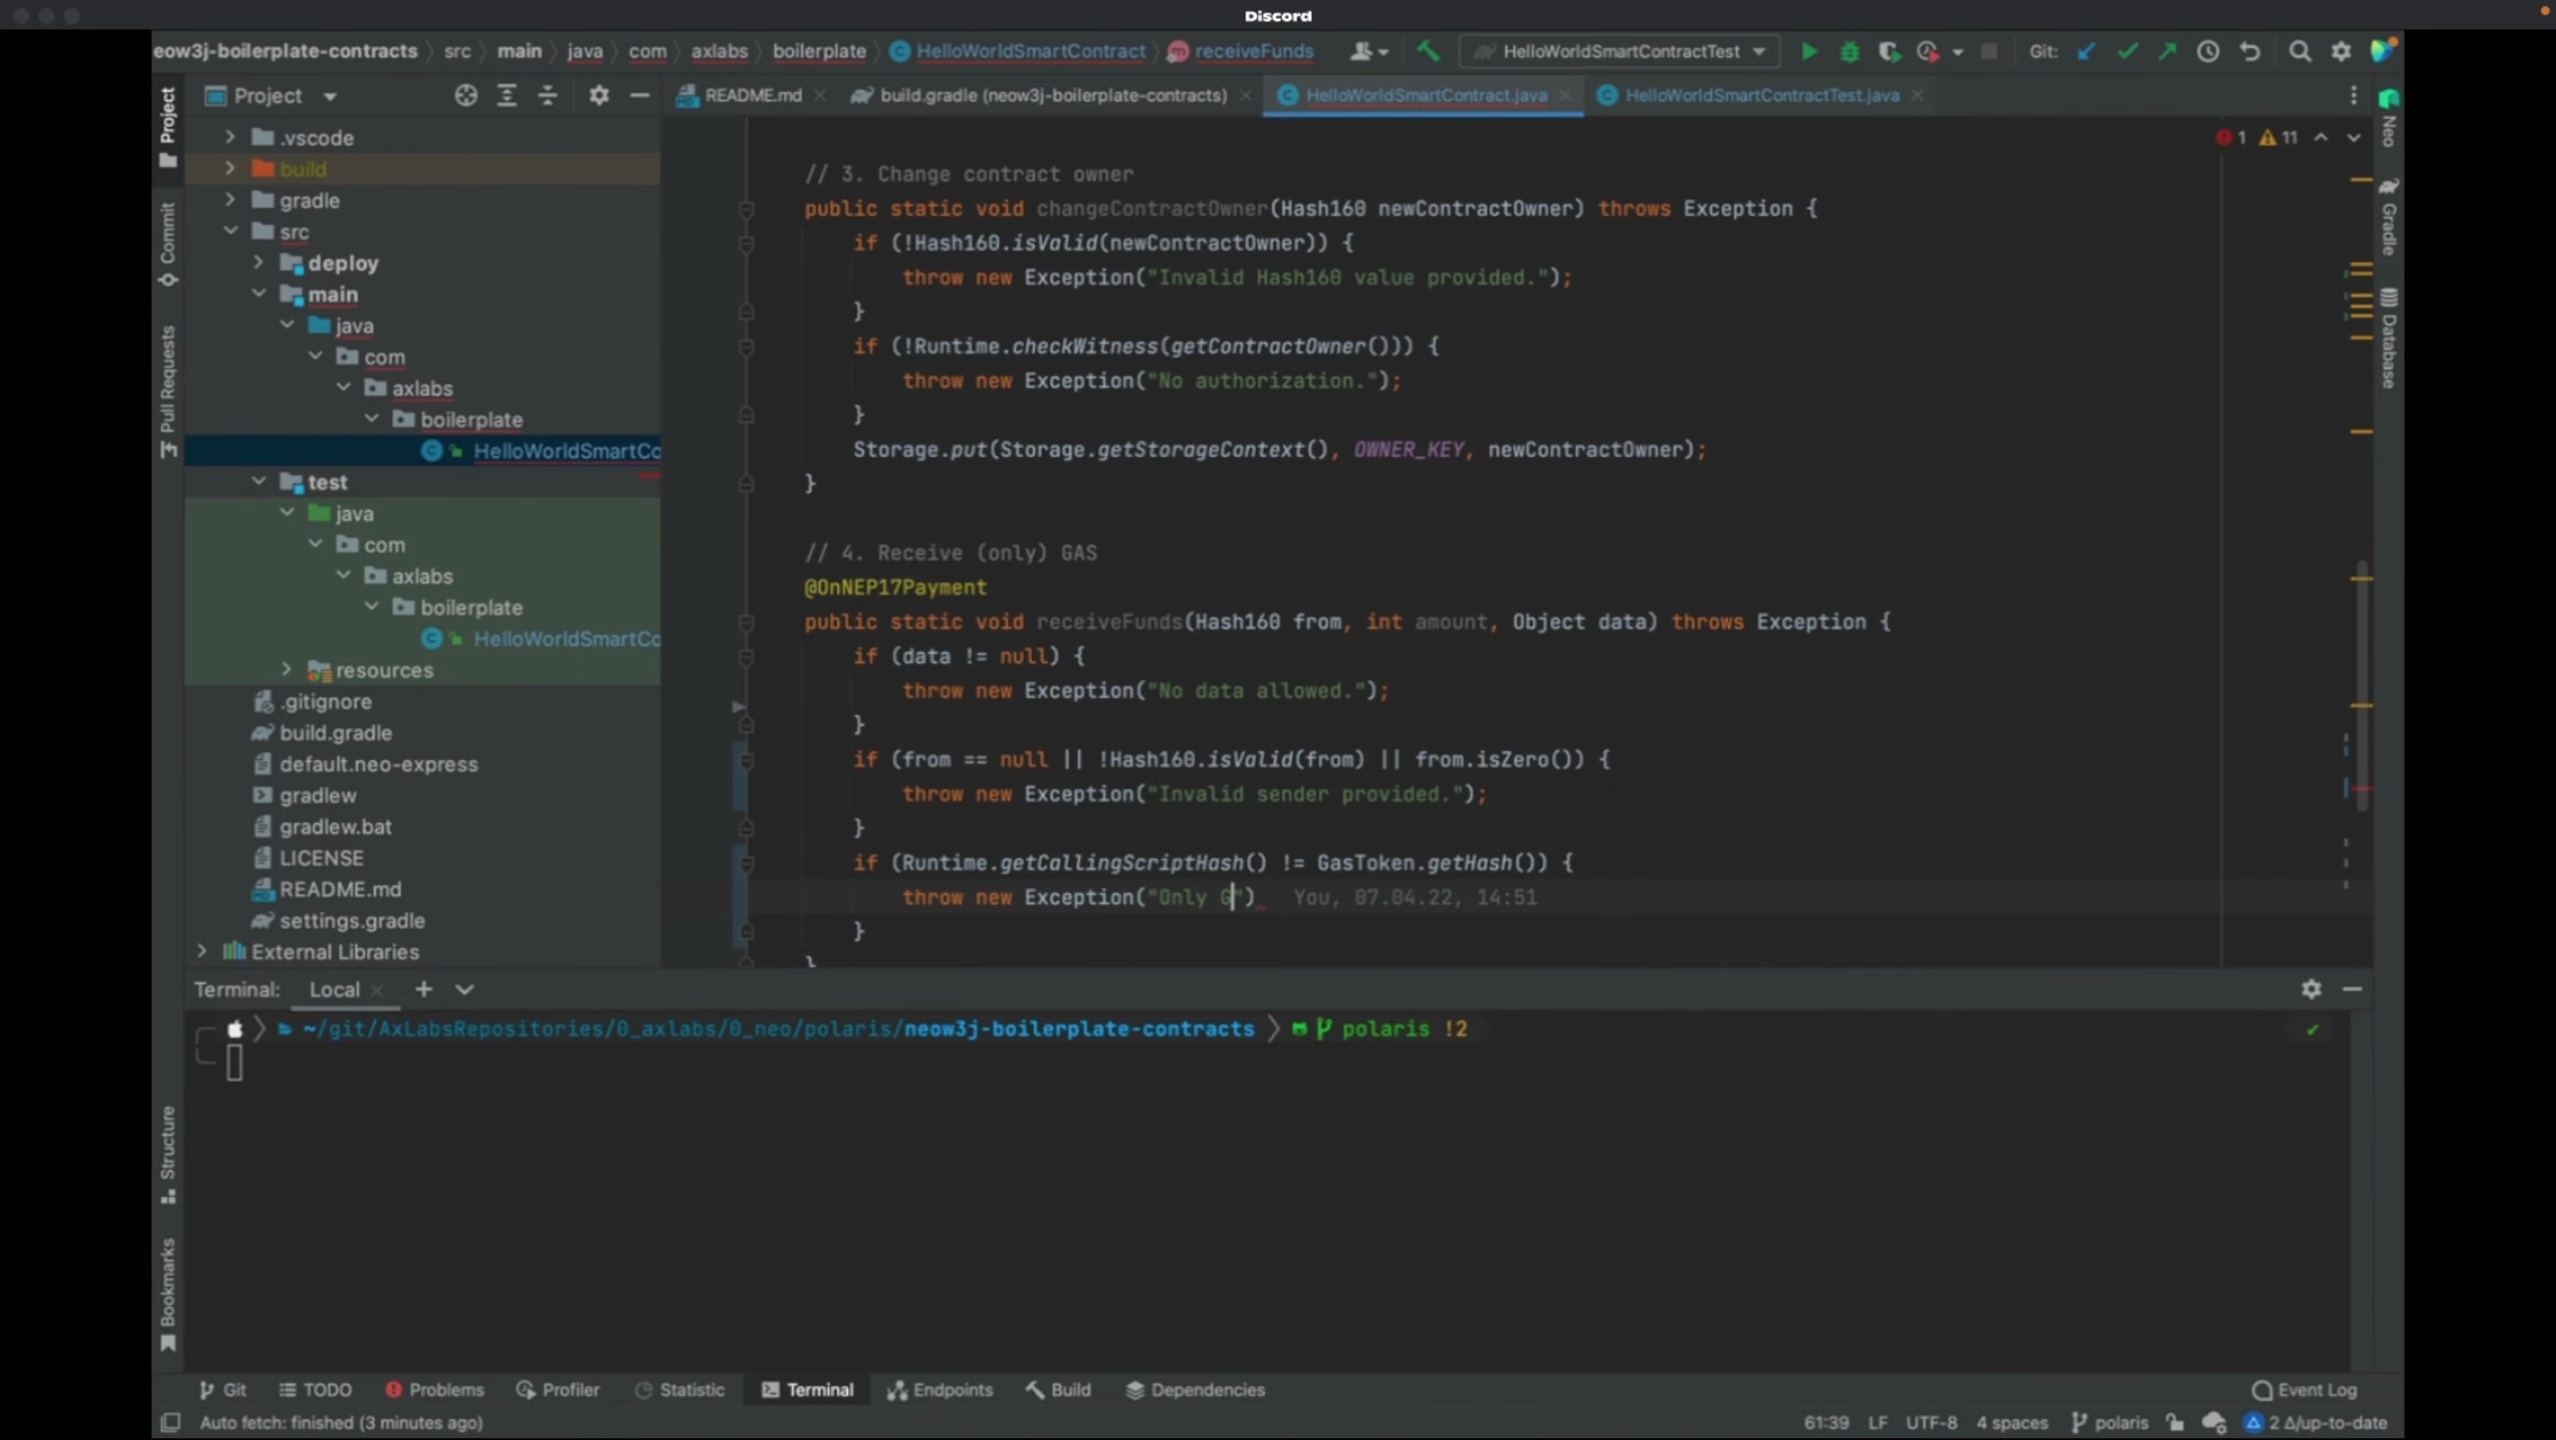 Discord
eow3j-boilerplate-contracts src main java com axlabs boilerplate HelloWorldSmartContract receiveFunds HelloWorldSmartContractTest Git:
Project
README.md build.gradle (neow3j-boilerplate-contracts) HelloWorldSmartContract.java HelloWorldSmartContractTest.java
Project
Commit
Pull Requests
Structure
Bookmarks
.vscode
build
gradle
src
deploy
main
java
com
axlabs
boilerplate
HelloWorldSmartCo
test
java
com
axlabs
boilerplate
HelloWorldSmartCo
resources
.gitignore
build.gradle
default.neo-express
gradlew
gradlew.bat
LICENSE
README.md
settings.gradle
External Libraries
1 11
// 3. Change contract owner
public static void changeContractOwner(Hash160 newContractOwner) throws Exception {
if (!Hash160.isValid(newContractOwner)) {
throw new Exception("Invalid Hash160 value provided.");
}
if (!Runtime.checkWitness(getContractOwner())) {
throw new Exception("No authorization.");
}
Storage.put(Storage.getStorageContext(), OWNER_KEY, newContractOwner);
}
// 4. Receive (only) GAS
@OnNEP17Payment
public static void receiveFunds(Hash160 from, int amount, Object data) throws Exception {
if (data != null) {
throw new Exception("No data allowed.");
}
if (from == null || !Hash160.isValid(from) || from.isZero()) {
throw new Exception("Invalid sender provided.");
}
if (Runtime.getCallingScriptHash() != GasToken.getHash()) {
throw new Exception("Only G") You, 07.04.22, 14:51
}
}
Neo
Gradle
Database
Terminal: Local
~/git/AxLabsRepositories/0_axlabs/0_neo/polaris/neow3j-boilerplate-contracts polaris !2
Git TODO Problems Profiler Statistic Terminal Endpoints Build Dependencies Event Log
Auto fetch: finished (3 minutes ago) 61:39 LF UTF-8 4 spaces polaris 2 Δ/up-to-date